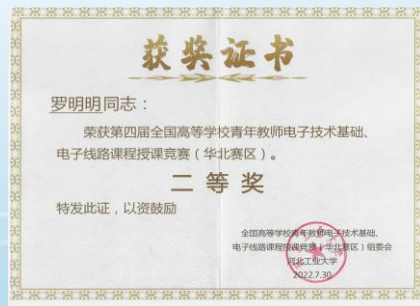 获奖证书
罗明明同志：
荣获第四届全国高等学校青年教师电子技术基础、
电子线路课程授课竞赛（华北赛区）。
二等奖
特发此证，以资鼓励
全国高等学校青年教师电子技术基础、
电子线路课程授课竞赛（华北赛区）组委会
河北工业大学
2022.7.30